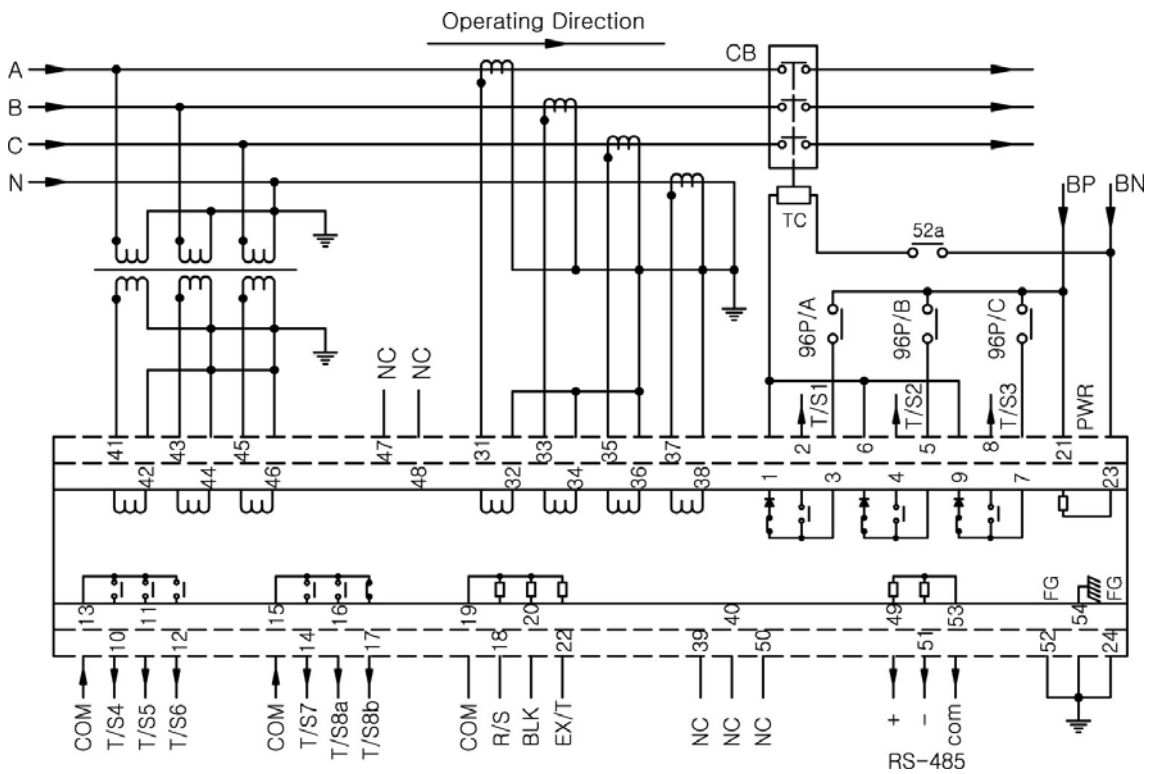 Operating Direction
CB
A
B
C
N
BP
BN
TC
52a
96P/A
96P/B
96P/C
NC
NC
T/S1
T/S2
T/S3
PWR
41
43
45
47
31
33
35
37
2
6
5
8
21
42
44
46
48
32
34
36
38
1
3
4
9
7
23
FG
FG
13
11
15
16
19
20
40
49
53
54
10
12
14
17
18
22
39
50
51
52
24
COM
T/S4
T/S5
T/S6
COM
T/S7
T/S8a
T/S8b
COM
R/S
BLK
EX/T
NC
NC
NC
+
-
com
RS-485